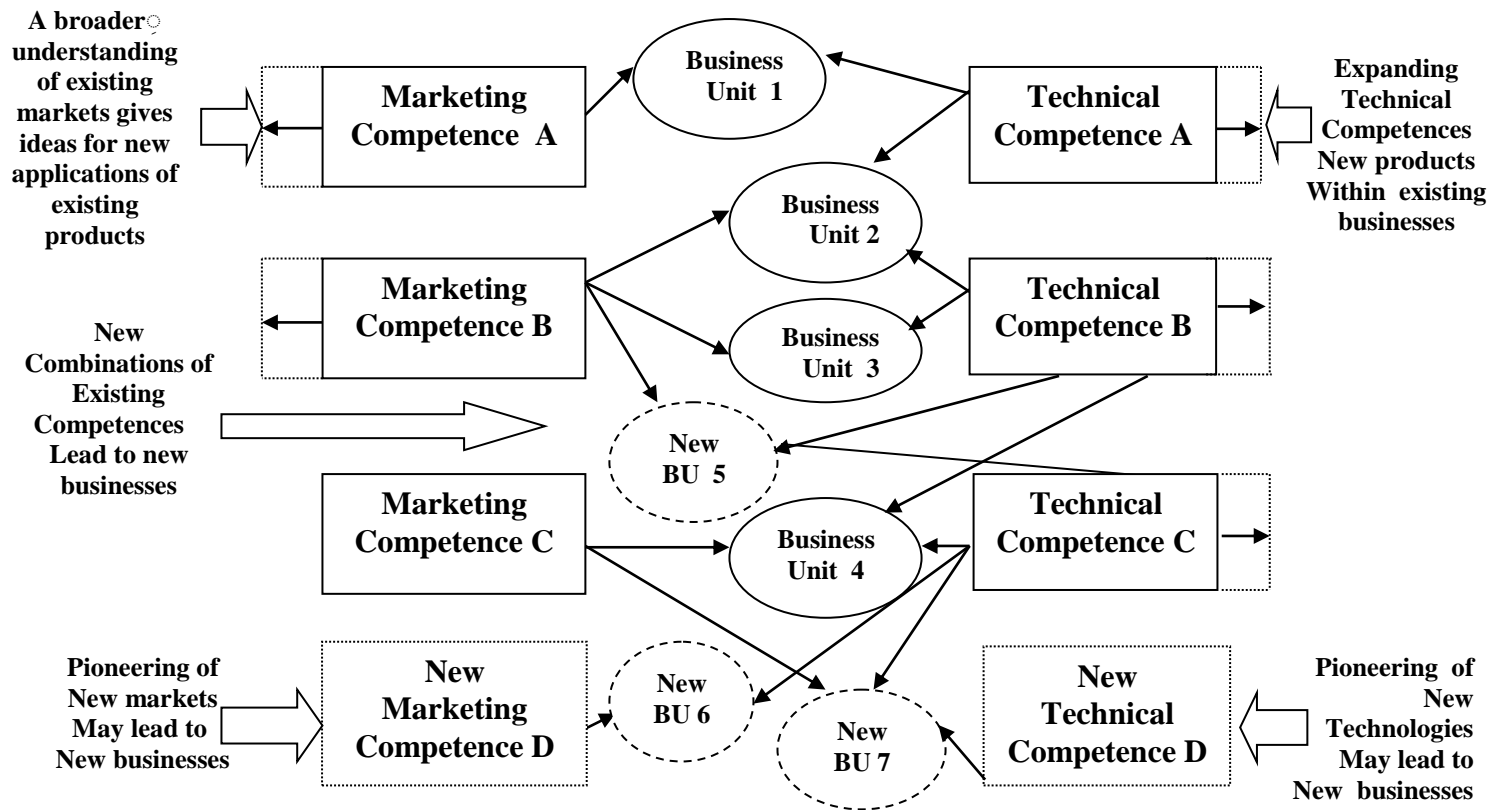 A broader
understanding
of existing
markets gives
ideas for new
applications of
existing
products
Marketing
Competence A
Business
Unit 1
Technical
Competence A
Expanding
Technical
Competences
New products
Within existing
businesses
Business
Unit 2
Marketing
Competence B
Technical
Competence B
Business
Unit 3
New
Combinations of
Existing
Competences
Lead to new
businesses
New
BU 5
Marketing
Competence C
Business
Unit 4
Technical
Competence C
Pioneering of
New markets
May lead to
New businesses
New
Marketing
Competence D
New
BU 6
New
BU 7
New
Technical
Competence D
Pioneering of
New
Technologies
May lead to
New businesses